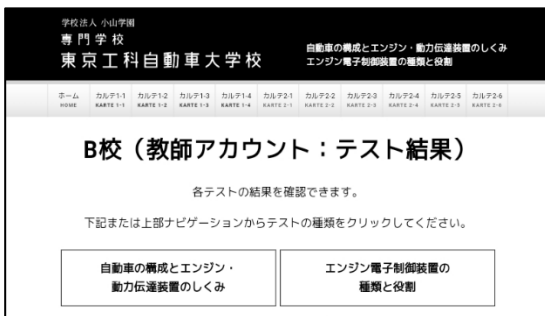 学校法人 小山学園
専門学校
東京工科自動車大学校
自動車の構成とエンジン・動力伝達装置のしくみ
エンジン電子制御装置の種類と役割
ホーム カルテ1-1 カルテ1-2 カルテ1-3 カルテ1-4 カルテ2-1 カルテ2-2 カルテ2-3 カルテ2-4 カルテ2-5 カルテ2-6
HOME KARTE 1-1 KARTE 1-2 KARTE 1-3 KARTE 1-4 KARTE 2-1 KARTE 2-2 KARTE 2-3 KARTE 2-4 KARTE 2-5 KARTE 2-6
B校（教師アカウント：テスト結果）
各テストの結果を確認できます。
下記または上部ナビゲーションからテストの種類をクリックしてください。
自動車の構成とエンジン・
動力伝達装置のしくみ
エンジン電子制御装置の
種類と役割